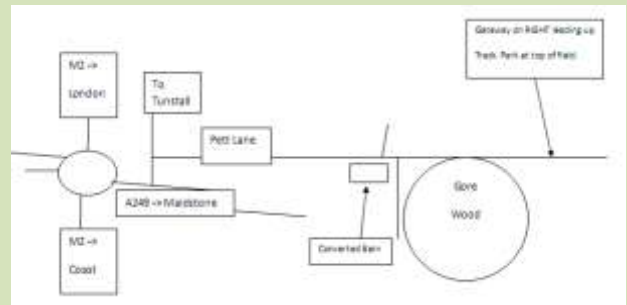 M2 ->
London
To
Tunstall
Gateway on RIGHT leading up
Track. Park at top of field.
Pett Lane
A249 -> Maidstone
Gore
Wood
M2 ->
Coast
Converted Barn